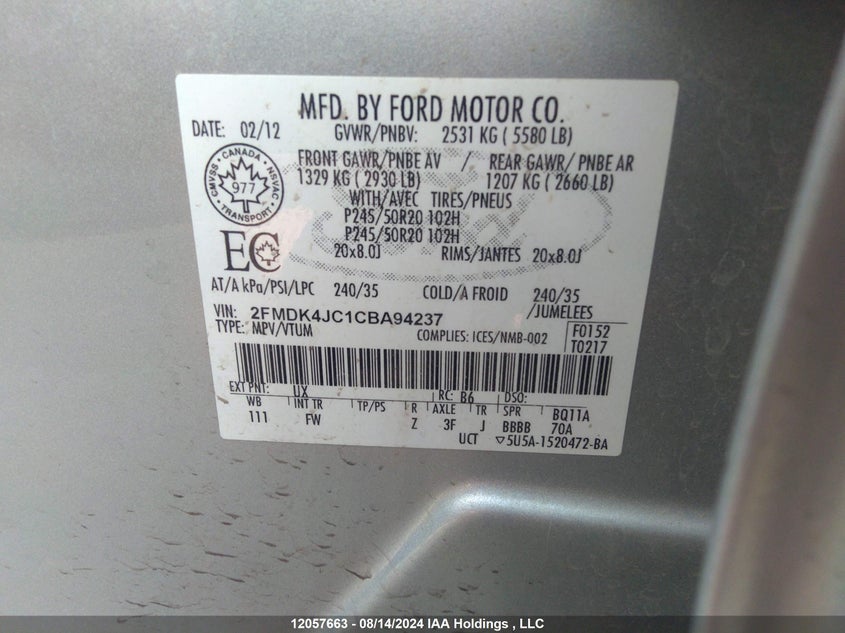 MFD. BY FORD MOTOR CO.
DATE: 02/12 GVWR/PNBV: 2531 KG ( 5580 LB)
FRONT GAWR/PNBE AV / REAR GAWR/ PNBE AR
1329 KG ( 2930 LB) 1207 KG ( 2660 LB)
WITH/AVEC TIRES/PNEUS
P245/50R20 102H
P245/50R20 102H
20x8.0J RIMS/JANTES 20x8.0J
CMVSS · CANADA · NSVAC
977
TRANSPORT
EC
AT/A kPa/PSI/LPC 240/35 COLD/A FROID 240/35
/JUMELEES
VIN: 2FMDK4JC1CBA94237
TYPE: MPV/VTUM COMPLIES: ICES/NMB-002 F0152
T0217
EXT PNT: UX RC: B6 DSO:
WB INT TR TP/PS R AXLE TR SPR BQ11A
111 FW Z 3F J BBBB 70A
UCT ▽5U5A-1520472-BA
12057663 - 08/14/2024 IAA Holdings , LLC